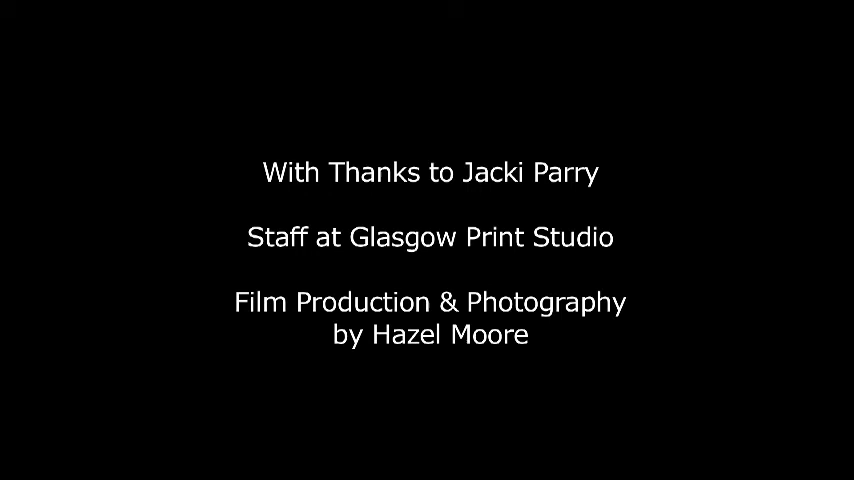 With Thanks to Jacki Parry
Staff at Glasgow Print Studio
Film Production & Photography
by Hazel Moore